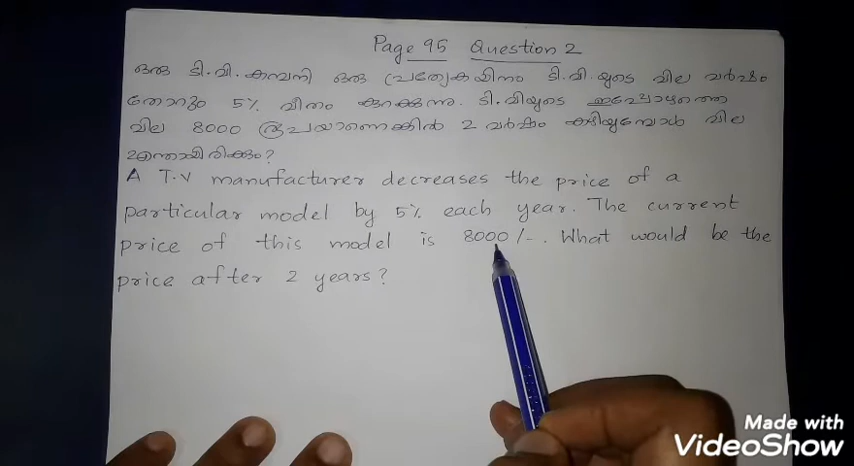 Page 95 Question 2
ഒരു ടി.വി. കമ്പനി ഒരു പ്രത്യേകയിനം ടി.വി.യുടെ വില വർഷം
തോറും 5% വീതം കുറക്കുന്നു. ടി.വിയുടെ ഇപ്പോഴത്തെ
വില 8000 രൂപയാണെങ്കിൽ 2 വർഷം കഴിയുമ്പോൾ വില
എന്തായിരിക്കും?
A T.V manufacturer decreases the price of a
particular model by 5% each year. The current
price of this model is 8000/-. What would be the
price after 2 years?
Made with
VideoShow